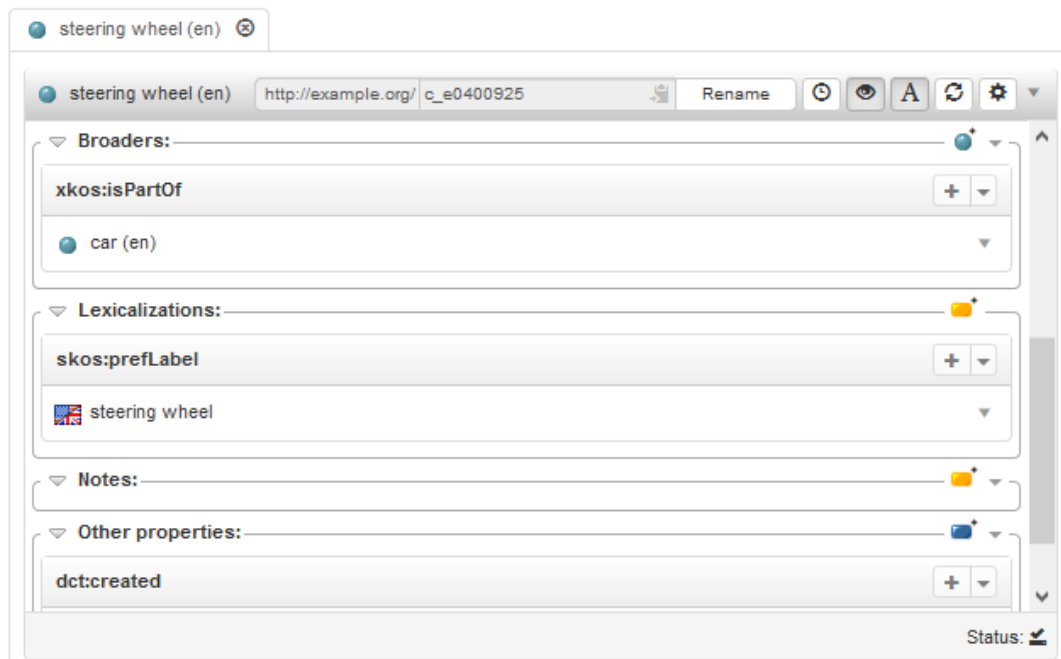 steering wheel (en)
steering wheel (en) http://example.org/ c_e0400925 Rename A
Broaders:
xkos:isPartOf
car (en)
Lexicalizations:
skos:prefLabel
steering wheel
Notes:
Other properties:
dct:created
Status: